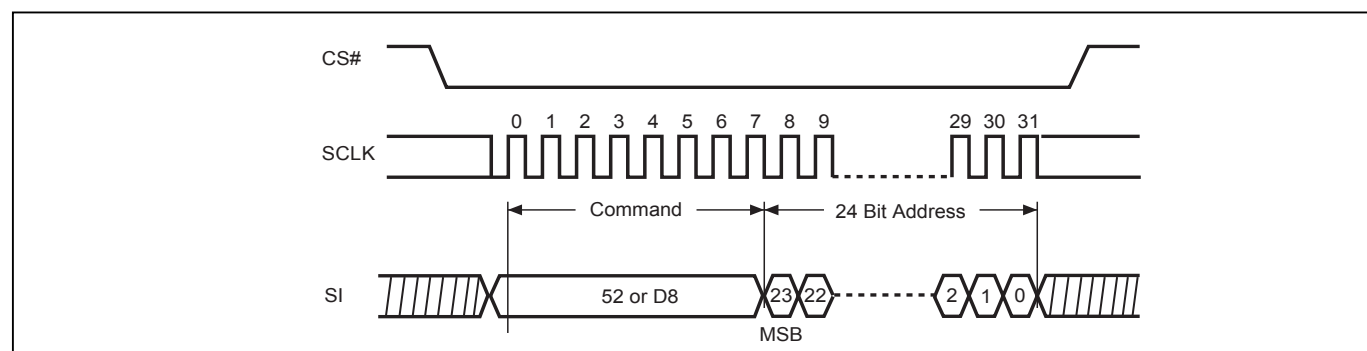 CS#
0 1 2 3 4 5 6 7 8 9 29 30 31
SCLK
Command 24 Bit Address
SI 52 or D8 23 22 2 1 0
MSB